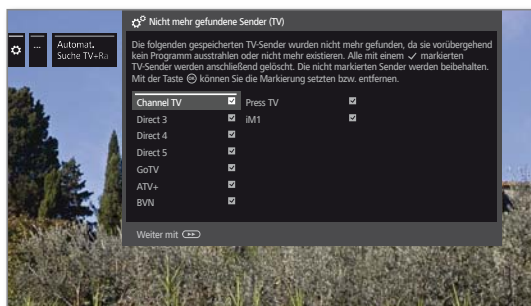 Nicht mehr gefundene Sender (TV)
...
Automat.
Suche TV+Ra
Die folgenden gespeicherten TV-Sender wurden nicht mehr gefunden, da sie vorübergehend
kein Programm ausstrahlen oder nicht mehr existieren. Alle mit einem ✓ markierten
TV-Sender werden anschließend gelöscht. Die nicht markierten Sender werden beibehalten.
Mit der Taste OK können Sie die Markierung setzten bzw. entfernen.
Channel TV
Press TV
Direct 3
iM1
Direct 4
Direct 5
GoTV
ATV+
BVN
Weiter mit